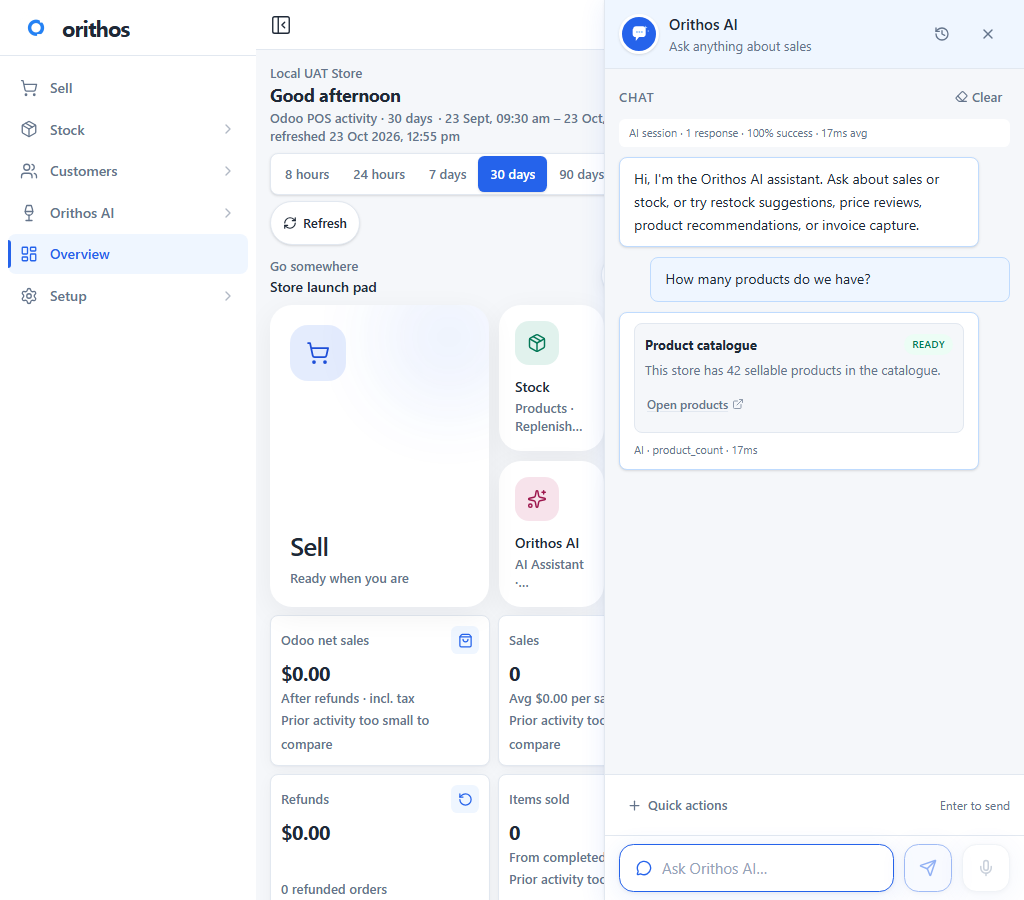 orithos
Sell
Stock
Customers
Orithos AI
Overview
Setup
Local UAT Store
Good afternoon
Odoo POS activity · 30 days · 23 Sept, 09:30 am – 23 Oct,
refreshed 23 Oct 2026, 12:55 pm
8 hours
24 hours
7 days
30 days
90 days
Refresh
Go somewhere
Store launch pad
Sell
Ready when you are
Stock
Products ·
Replenish...
Orithos AI
AI Assistant
·...
Odoo net sales
$0.00
After refunds · incl. tax
Prior activity too small to
compare
Sales
0
Avg $0.00 per sa
Prior activity too
compare
Refunds
$0.00
0 refunded orders
Items sold
0
From completed
Prior activity too
Orithos AI
Ask anything about sales
CHAT
Clear
AI session · 1 response · 100% success · 17ms avg
Hi, I'm the Orithos AI assistant. Ask about sales or
stock, or try restock suggestions, price reviews,
product recommendations, or invoice capture.
How many products do we have?
Product catalogue
READY
This store has 42 sellable products in the catalogue.
Open products
AI · product_count · 17ms
Quick actions
Enter to send
Ask Orithos AI...